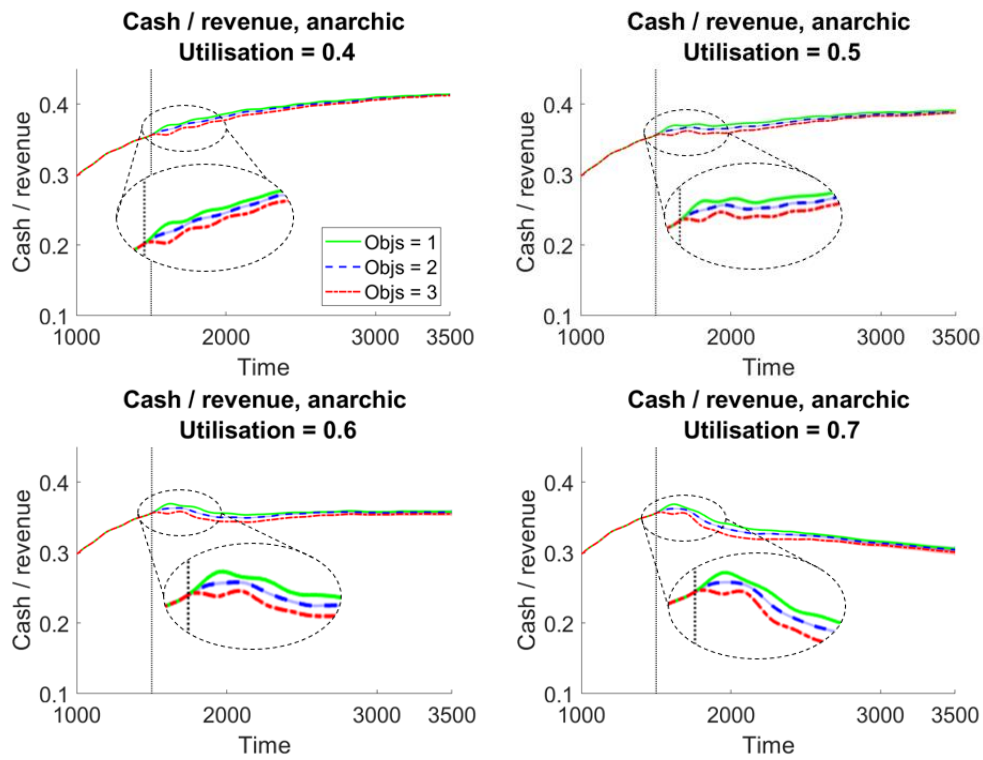 Cash / revenue, anarchic
Utilisation = 0.4
Cash / revenue
0.4
0.3
0.2
0.1
Objs = 1
Objs = 2
Objs = 3
1000
2000
3000
3500
Time
Cash / revenue, anarchic
Utilisation = 0.5
Cash / revenue
0.4
0.3
0.2
0.1
1000
2000
3000
3500
Time
Cash / revenue, anarchic
Utilisation = 0.6
Cash / revenue
0.4
0.3
0.2
0.1
1000
2000
3000
3500
Time
Cash / revenue, anarchic
Utilisation = 0.7
Cash / revenue
0.4
0.3
0.2
0.1
1000
2000
3000
3500
Time